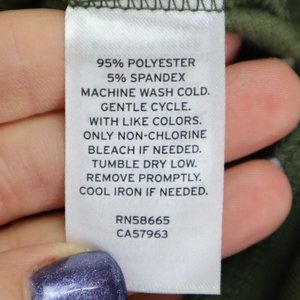 95% POLYESTER
5% SPANDEX
MACHINE WASH COLD.
GENTLE CYCLE.
WITH LIKE COLORS.
ONLY NON-CHLORINE
BLEACH IF NEEDED.
TUMBLE DRY LOW.
REMOVE PROMPTLY.
COOL IRON IF NEEDED.
RN58665
CA57963